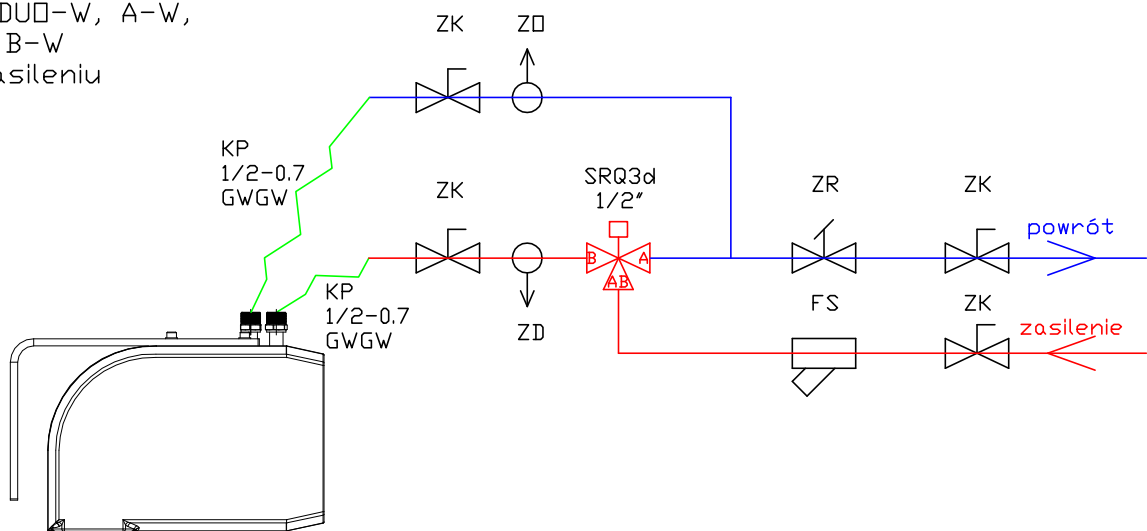 DUO-W, A-W,
B-W
asileniu
ZK
ZO
KP
1/2-0.7
GWGW
ZK
SRQ3d
1/2"
ZR
ZK
powrót
B
A
AB
KP
1/2-0.7
GWGW
ZD
FS
ZK
zasilenie